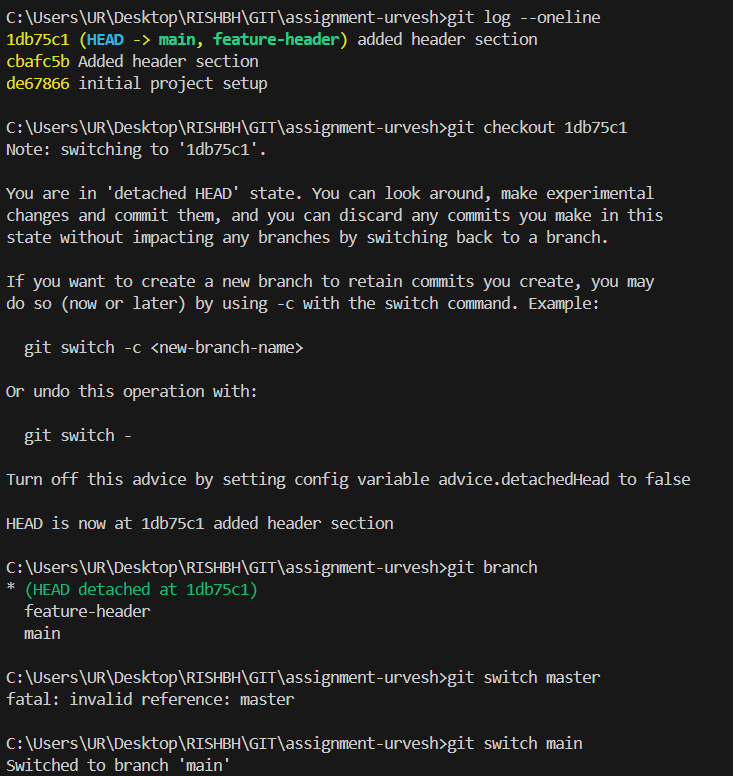 C:\Users\UR\Desktop\RISHBH\GIT\assignment-urvesh>git log --oneline
1db75c1 (HEAD -> main, feature-header) added header section
cbafc5b Added header section
de67866 initial project setup
C:\Users\UR\Desktop\RISHBH\GIT\assignment-urvesh>git checkout 1db75c1
Note: switching to '1db75c1'.
You are in 'detached HEAD' state. You can look around, make experimental
changes and commit them, and you can discard any commits you make in this
state without impacting any branches by switching back to a branch.
If you want to create a new branch to retain commits you create, you may
do so (now or later) by using -c with the switch command. Example:
  git switch -c <new-branch-name>
Or undo this operation with:
  git switch -
Turn off this advice by setting config variable advice.detachedHead to false
HEAD is now at 1db75c1 added header section
C:\Users\UR\Desktop\RISHBH\GIT\assignment-urvesh>git branch
* (HEAD detached at 1db75c1)
  feature-header
  main
C:\Users\UR\Desktop\RISHBH\GIT\assignment-urvesh>git switch master
fatal: invalid reference: master
C:\Users\UR\Desktop\RISHBH\GIT\assignment-urvesh>git switch main
Switched to branch 'main'